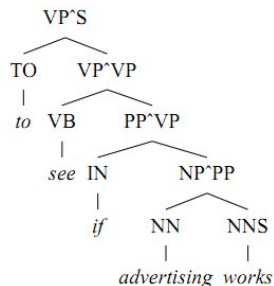 VP^S
TO VP^VP
to VB PP^VP
see IN NP^PP
if NN NNS
advertising works